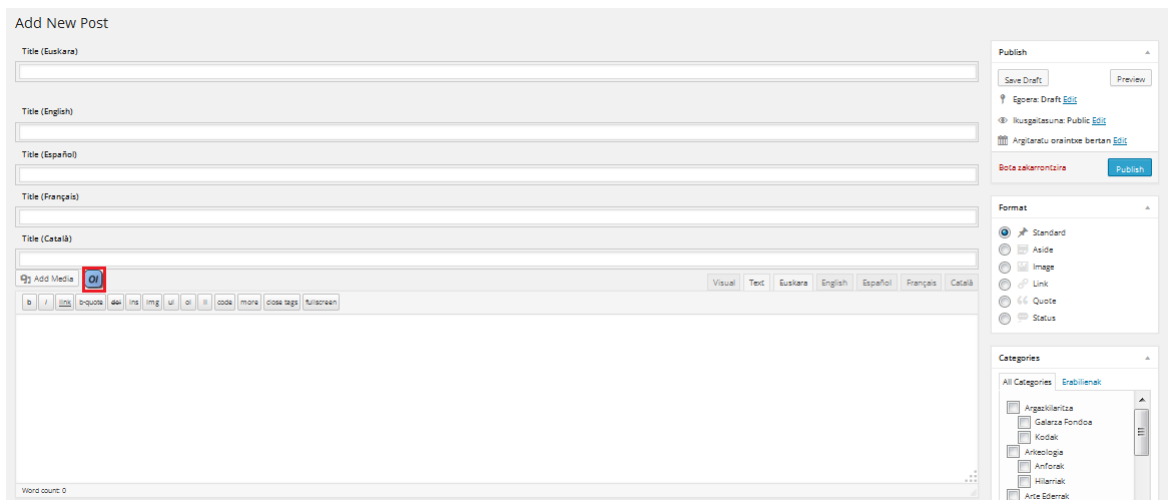 Add New Post
Title (Euskara)
Title (English)
Title (Español)
Title (Français)
Title (Català)
Add Media OI
Visual Text Euskara English Español Français Català
b i link b-quote del ins img ul ol li code more close tags fullscreen
Word count: 0
Publish
Save Draft Preview
Egoera: Draft Edit
Ikusgaitasuna: Public Edit
Argitaratu oraintxe bertan Edit
Bota zakarrontzira Publish
Format
Standard
Aside
Image
Link
Quote
Status
Categories
All Categories Erabilienak
Argazkilaritza
Galarza Fondoa
Kodak
Arkeologia
Anforak
Hilarriak
Arte Ederrak